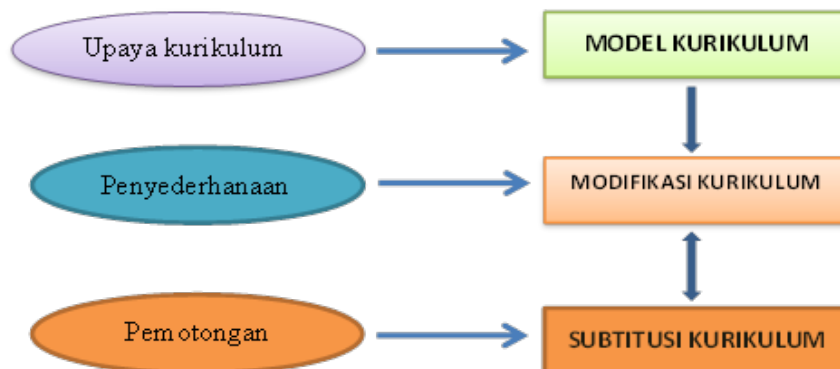 Upaya kurikulum
MODEL KURIKULUM
Penyederhanaan
MODIFIKASI KURIKULUM
Pemotongan
SUBTITUSI KURIKULUM